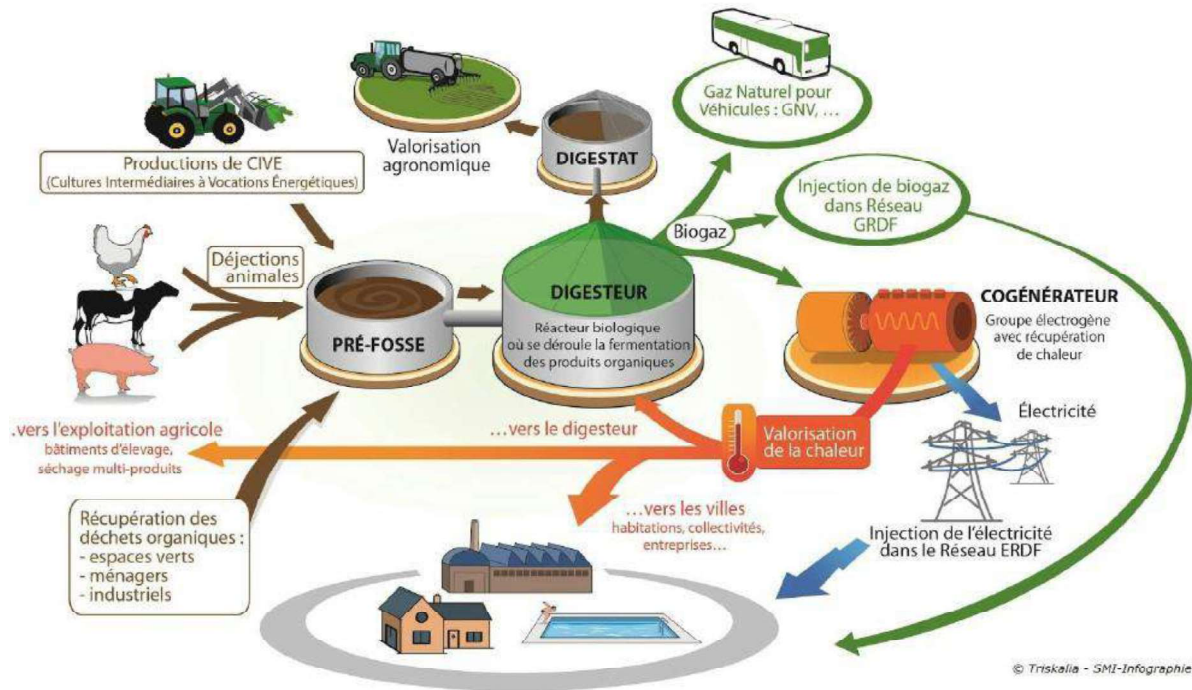 Gaz Naturel pour
Véhicules : GNV, ...
Valorisation
agronomique
DIGESTAT
Productions de CIVE
(Cultures Intermédiaires à Vocations Énergétiques)
Injection de biogaz
dans Réseau
GRDF
Biogaz
Déjections
animales
PRÉ-FOSSE
DIGESTEUR
Réacteur biologique
où se déroule la fermentation
des produits organiques
COGÉNÉRATEUR
Groupe électrogène
avec récupération
de chaleur
Électricité
..vers l'exploitation agricole
bâtiments d'élevage,
séchage multi-produits
...vers le digesteur
Valorisation
de la chaleur
...vers les villes
habitations, collectivités,
entreprises...
Injection de l'électricité
dans le Réseau ERDF
Récupération des
déchets organiques :
- espaces verts
- ménagers
- industriels
© Triskalia - SMI-Infographie